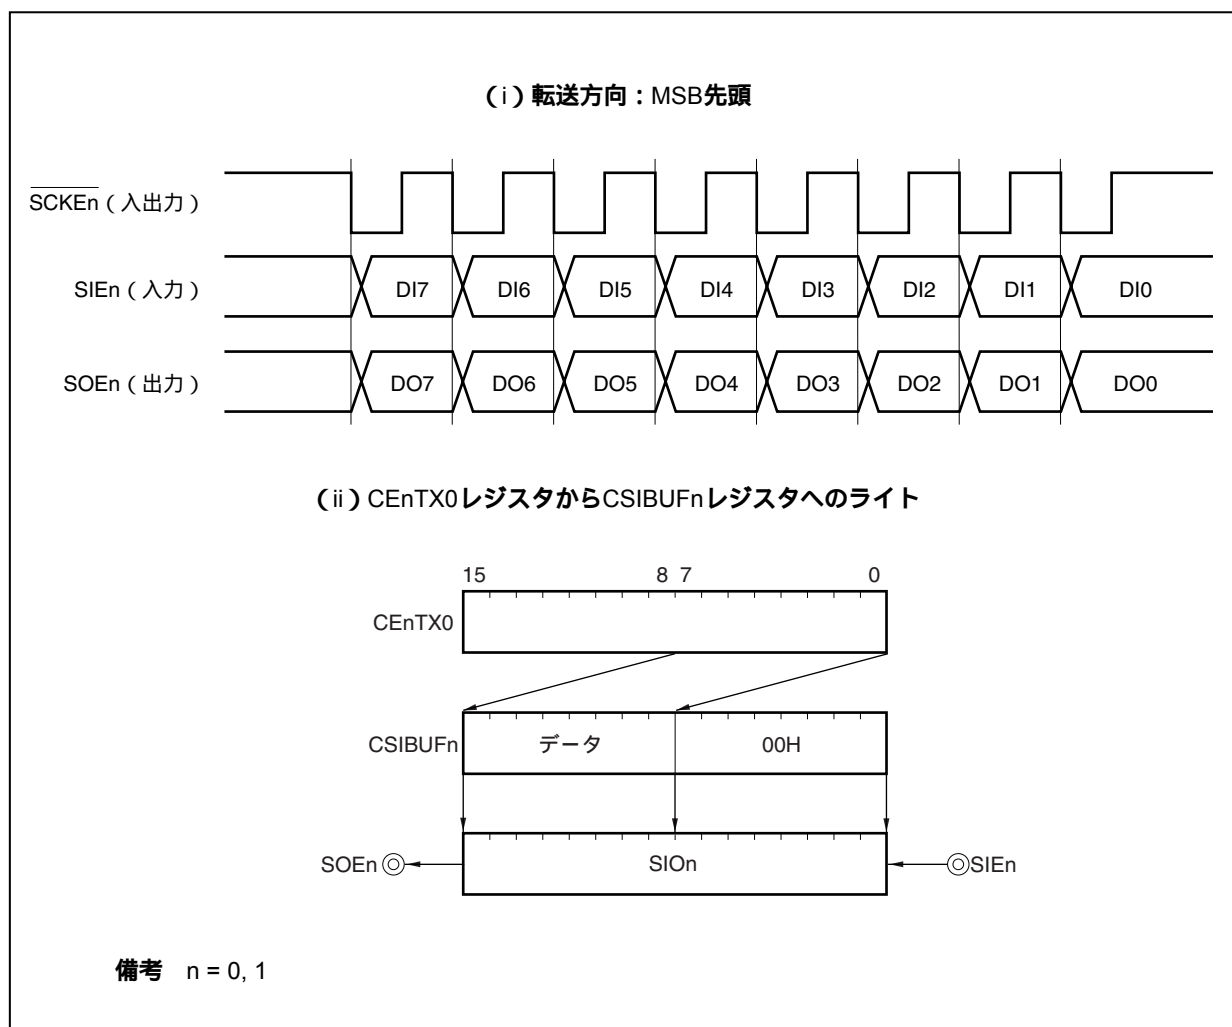 (i)転送方向：MSB先頭
SCKEn（入出力）
SIEn（入力） DI7 DI6 DI5 DI4 DI3 DI2 DI1 DI0
SOEn（出力） DO7 DO6 DO5 DO4 DO3 DO2 DO1 DO0
(ii)CEnTX0レジスタからCSIBUFnレジスタへのライト
15 8 7 0
CEnTX0
CSIBUFn データ 00H
SOEn SIOn SIEn
備考 n = 0, 1